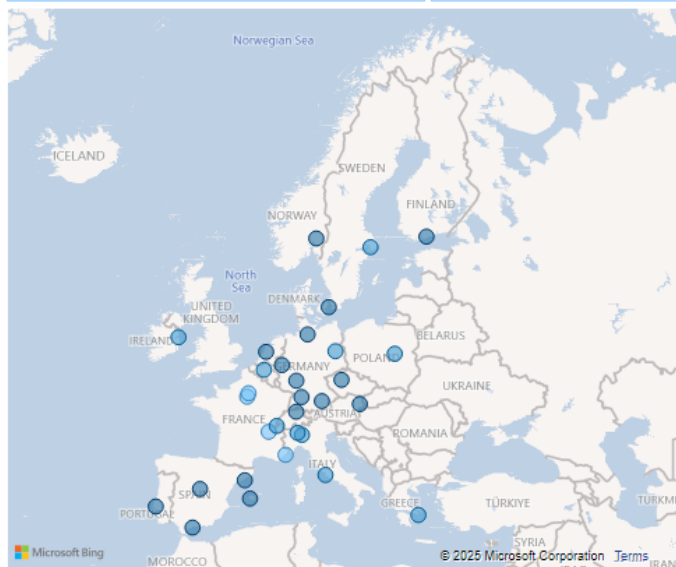 Norwegian Sea
ICELAND
SWEDEN
FINLAND
NORWAY
North
Sea
DENMARK
UNITED
KINGDOM
IRELAND
BELARUS
POLAND
GERMANY
UKRAINE
FRANCE
AUSTRIA
ROMANIA
ITALY
SPAIN
PORTUGAL
GREECE
TÜRKIYE
TURKM
SYRIA
MOROCCO
IRAN
Microsoft Bing
© 2025 Microsoft Corporation Terms